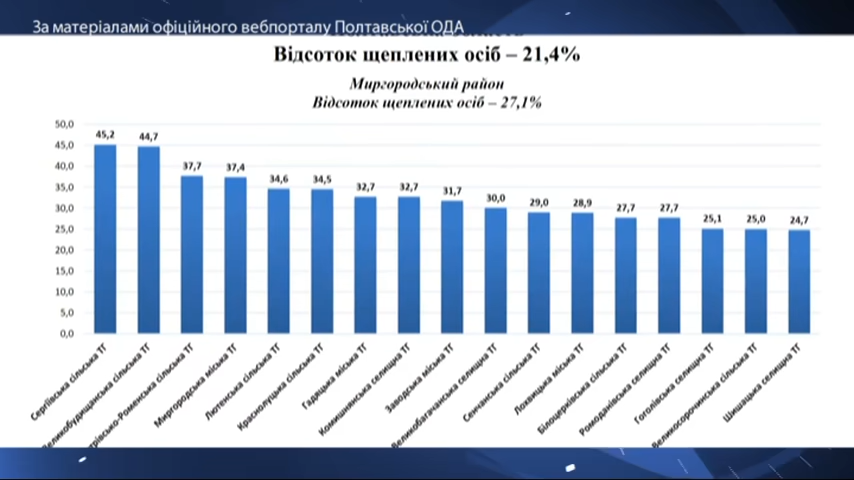 За матеріалами офіційного вебпорталу Полтавської ОДА
Відсоток щеплених осіб – 21,4%
Миргородський район
Відсоток щеплених осіб – 27,1%
50,0
45,0
40,0
35,0
30,0
25,0
20,0
15,0
10,0
5,0
0,0
45,2
44,7
37,7
37,4
34,6
34,5
32,7
32,7
31,7
30,0
29,0
28,9
27,7
27,7
25,1
25,0
24,7
Сергіївська сільська ТГ
сільська ТГ
сільська ТГ
Миргородська міська ТГ
Лютенська сільська ТГ
Краснолуцька сільська ТГ
Гадяцька міська ТГ
Комишнянська селищна ТГ
Заводська міська ТГ
Великобагачанська селищна ТГ
Сенчанська сільська ТГ
Лохвицька міська ТГ
Білоцерківська сільська ТГ
Ромоданівська селищна ТГ
Гоголівська селищна ТГ
Великосорочинська сільська ТГ
Шишацька селищна ТГ